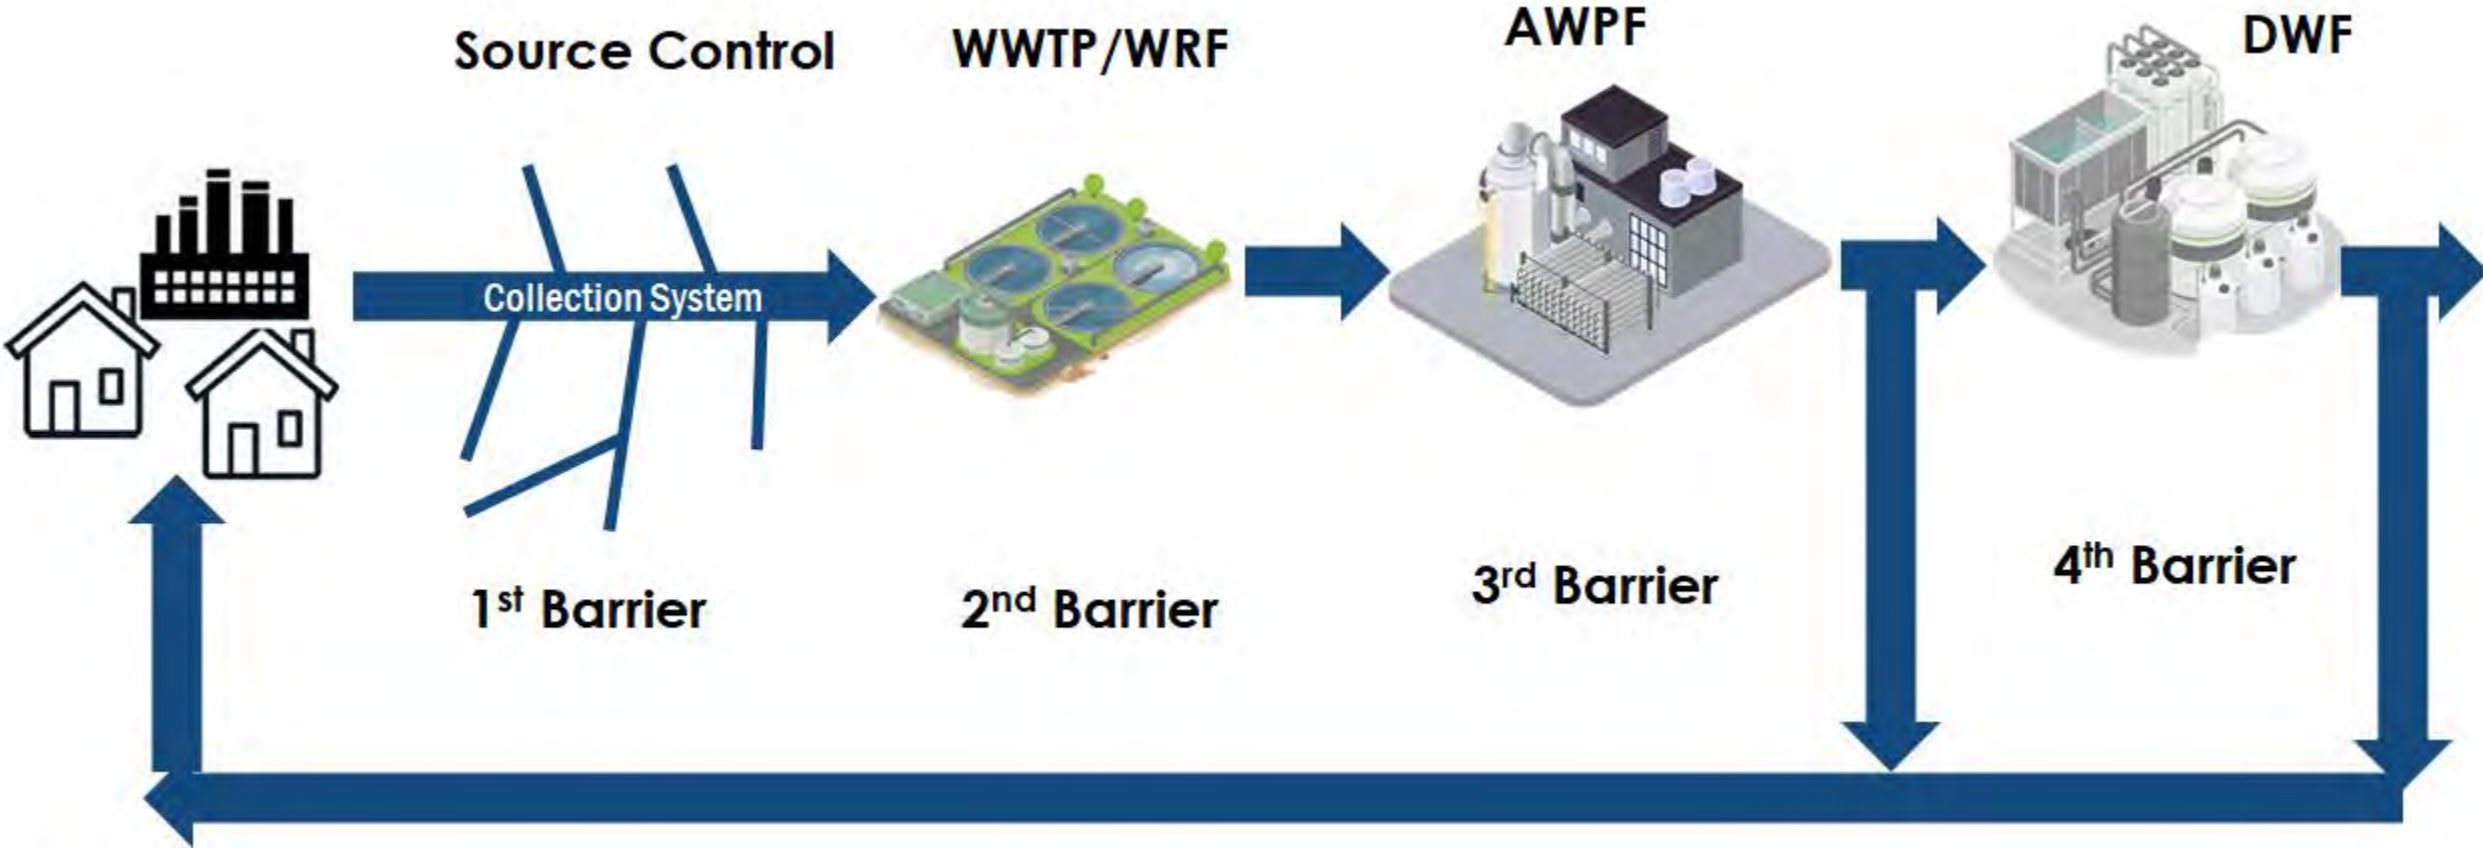 Source Control
WWTP/WRF
AWPF
DWF
Collection System
1st Barrier
2nd Barrier
3rd Barrier
4th Barrier